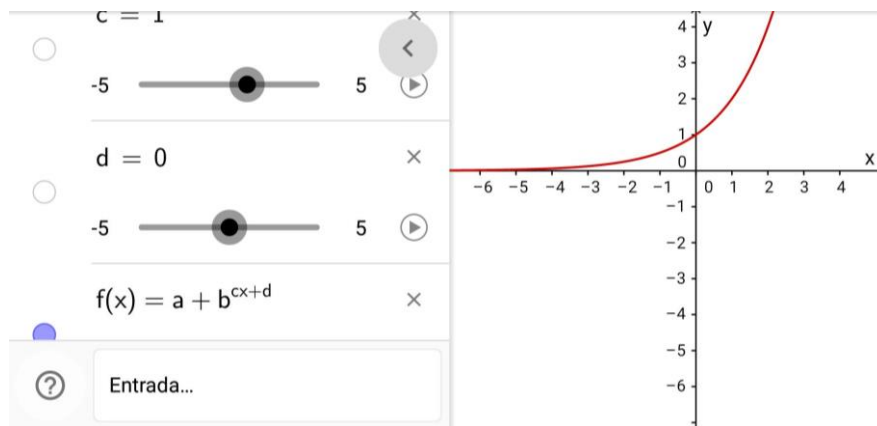 c = 1
-5 5
d = 0
-5 5
f(x) = a + b^{cx+d}
Entrada...
y
4
3
2
1
0
x
−6 −5 −4 −3 −2 −1 0 1 2 3 4
−1
−2
−3
−4
−5
−6